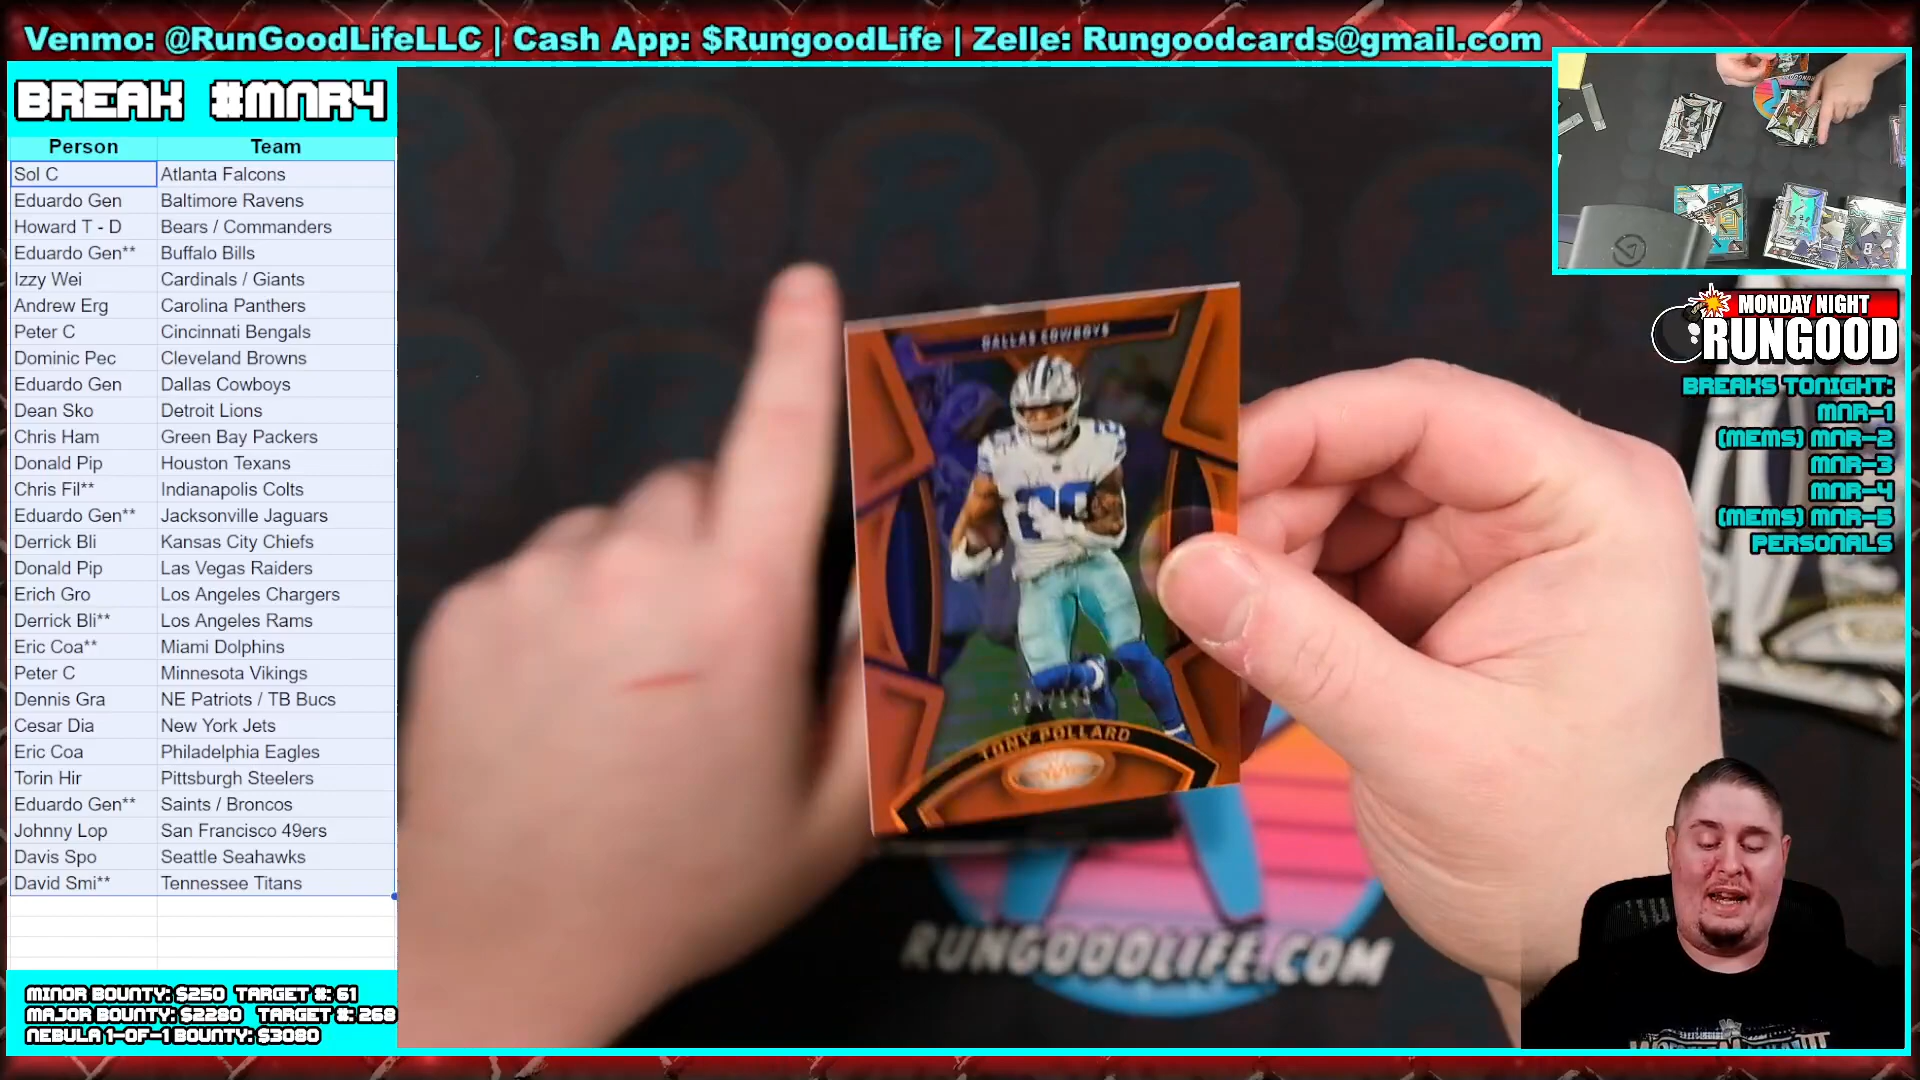 Venmo: @RunGoodLifeLLC | Cash App: $RungoodLife | Zelle: Rungoodcards@gmail.com
BREAK #MNR4
Person Team
Sol C Atlanta Falcons
Eduardo Gen Baltimore Ravens
Howard T - D Bears / Commanders
Eduardo Gen** Buffalo Bills
Izzy Wei Cardinals / Giants
Andrew Erg Carolina Panthers
Peter C Cincinnati Bengals
Dominic Pec Cleveland Browns
Eduardo Gen Dallas Cowboys
Dean Sko Detroit Lions
Chris Ham Green Bay Packers
Donald Pip Houston Texans
Chris Fil** Indianapolis Colts
Eduardo Gen** Jacksonville Jaguars
Derrick Bli Kansas City Chiefs
Donald Pip Las Vegas Raiders
Erich Gro Los Angeles Chargers
Derrick Bli** Los Angeles Rams
Eric Coa** Miami Dolphins
Peter C Minnesota Vikings
Dennis Gra NE Patriots / TB Bucs
Cesar Dia New York Jets
Eric Coa Philadelphia Eagles
Torin Hir Pittsburgh Steelers
Eduardo Gen** Saints / Broncos
Johnny Lop San Francisco 49ers
Davis Spo Seattle Seahawks
David Smi** Tennessee Titans
MINOR BOUNTY: $250 TARGET #: 61
MAJOR BOUNTY: $2280 TARGET #: 268
NEBULA 1-OF-1 BOUNTY: $3080
DALLAS COWBOYS
TONY POLLARD
RUNGOODLIFE.COM
MONDAY NIGHT
RUNGOOD
BREAKS TONIGHT:
MNR-1
(MEMS) MNR-2
MNR-3
MNR-4
(MEMS) MNR-5
PERSONALS